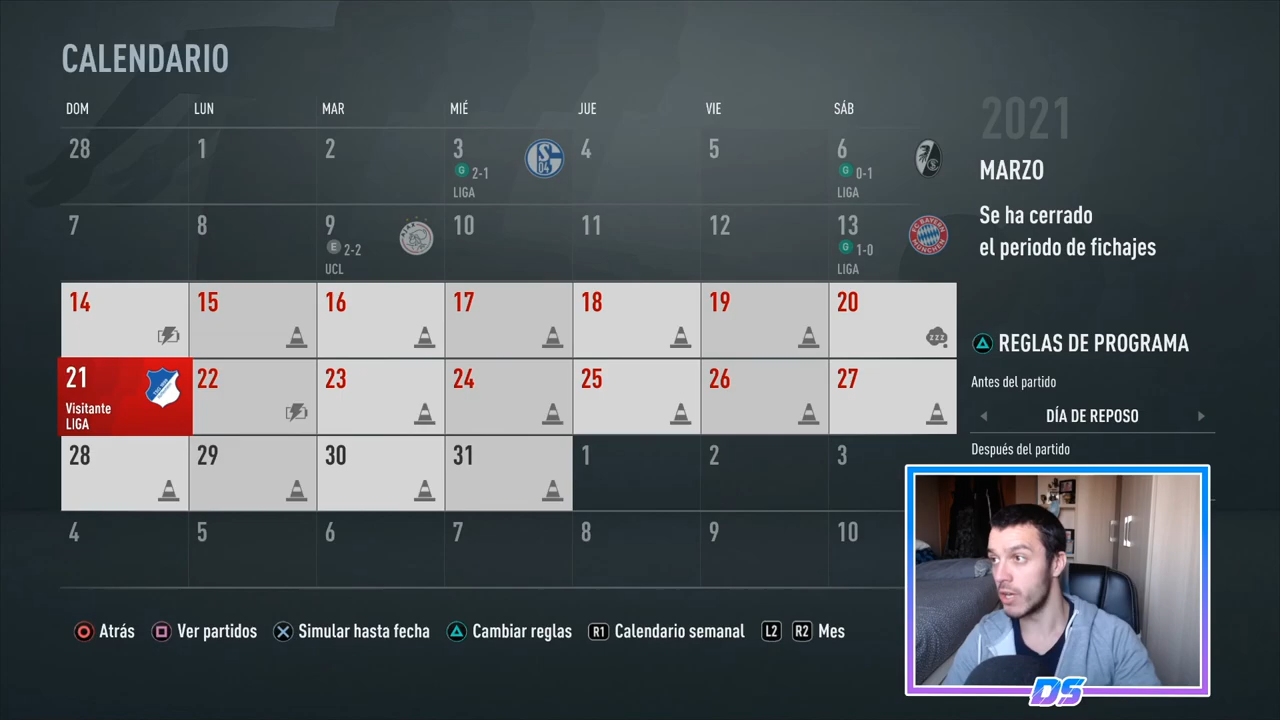 CALENDARIO
DOM LUN MAR MIÉ JUE VIE SÁB
28 1 2 3 4 5 6
G 2-1 G 0-1
LIGA LIGA
7 8 9 10 11 12 13
E 2-2 G 1-0
UCL LIGA
14 15 16 17 18 19 20
zzz
21 22 23 24 25 26 27
Visitante
LIGA
28 29 30 31 1 2 3
4 5 6 7 8 9 10
2021
MARZO
Se ha cerrado
el periodo de fichajes
REGLAS DE PROGRAMA
Antes del partido
DÍA DE REPOSO
Después del partido
Atrás Ver partidos Simular hasta fecha Cambiar reglas R1 Calendario semanal L2 R2 Mes
DS